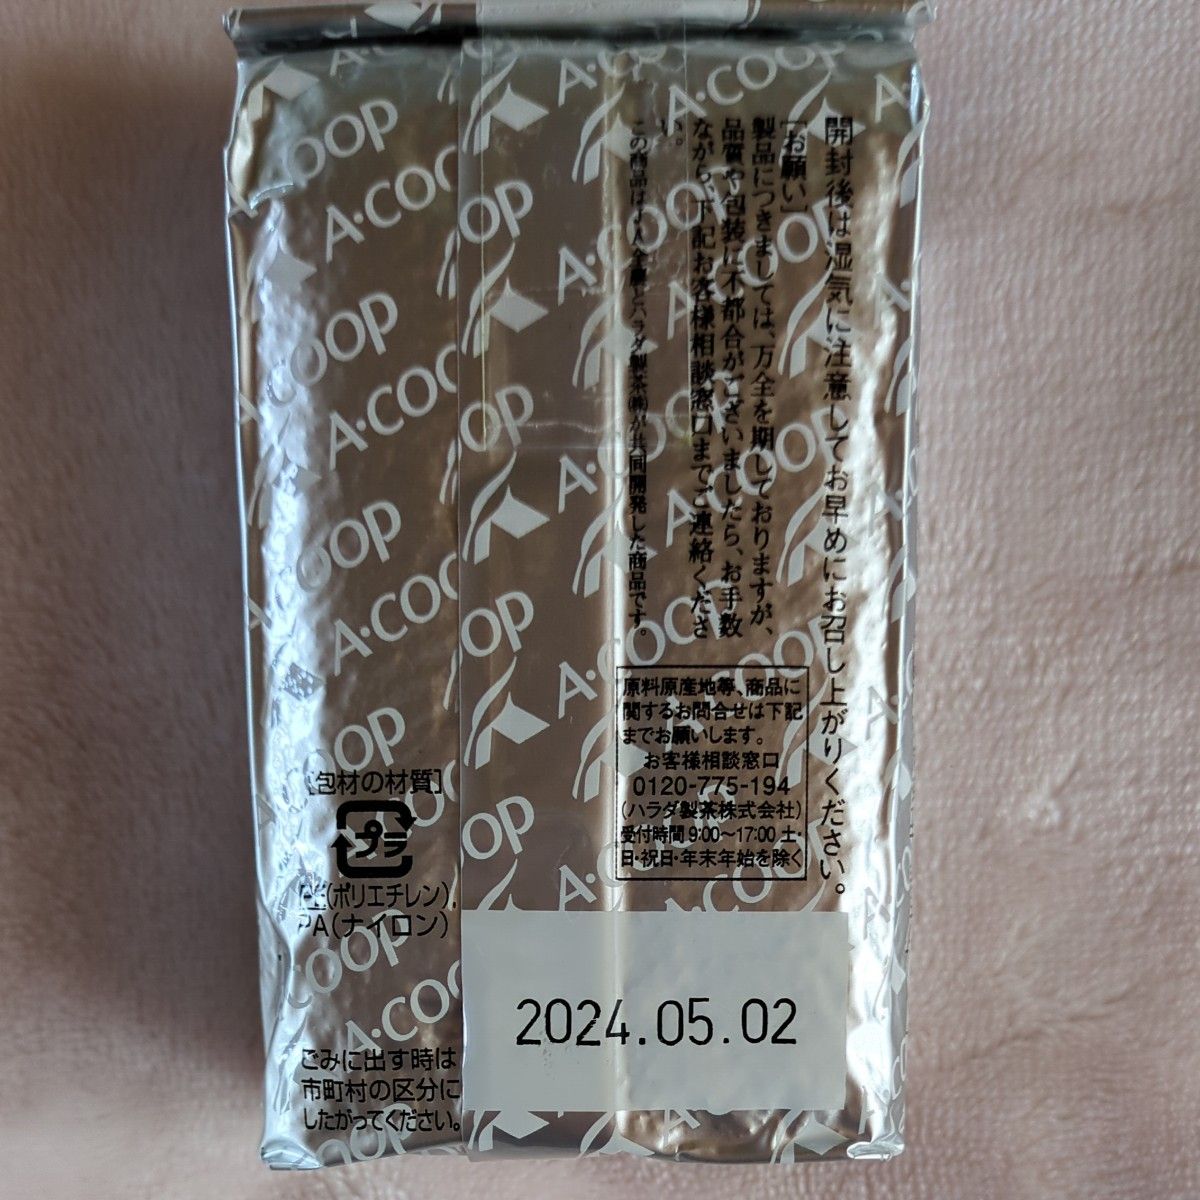 A·COOP
開封後は湿気に注意してお早めにお召し上がりください。
[お願い]
製品につきましては、万全を期しておりますが、
品質や包装に不都合がございましたら、お手数
ながら、下記お客様相談窓口までご連絡くださ
い。
この商品はJA全農とハラダ製茶㈱が共同開発した商品です。
原料原産地等、商品に
関するお問合せは下記
までお願いします。
お客様相談窓口
0120-775-194
(ハラダ製茶株式会社)
受付時間 9:00〜17:00 土・
日・祝日・年末年始を除く
[包材の材質]
プラ
PE(ポリエチレン),
PA(ナイロン)
2024.05.02
ごみに出す時は
市町村の区分に
したがってください。